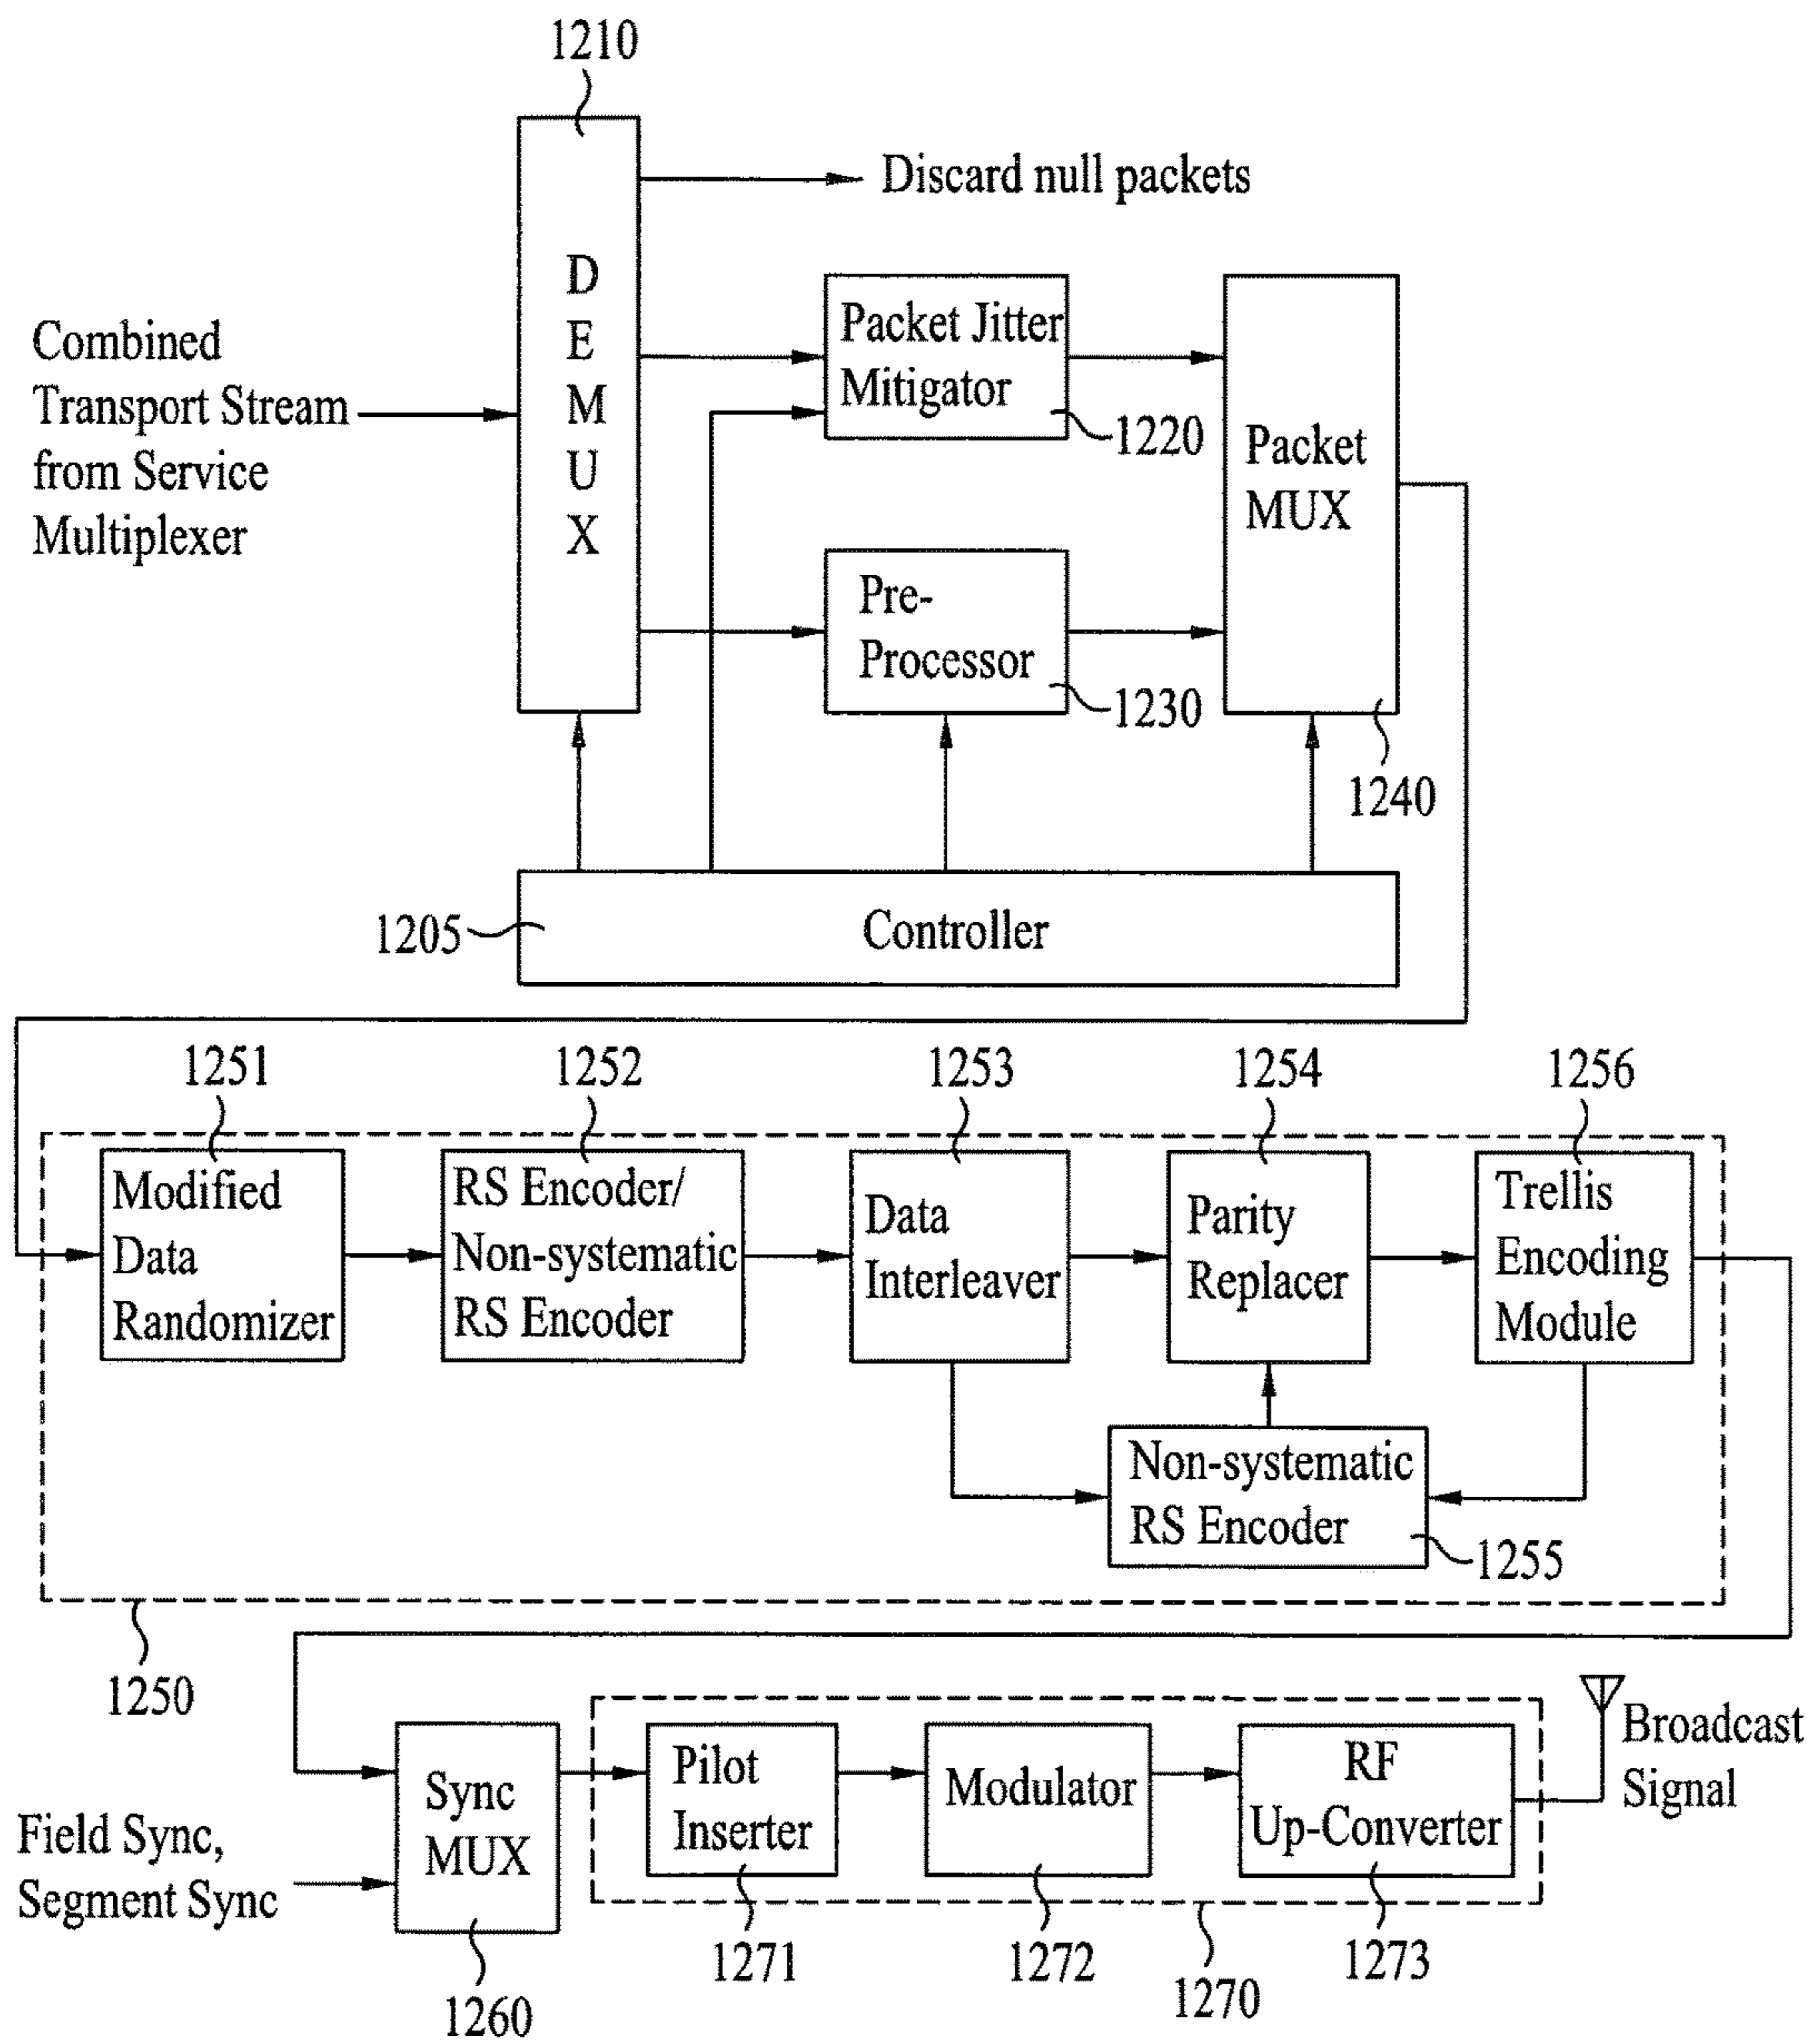 1210
Discard null packets
D
E
M
U
X
Combined
Transport Stream
from Service
Multiplexer
Packet Jitter
Mitigator
1220
Packet
MUX
Pre-
Processor
1230
1240
1205
Controller
1251
1252
1253
1254
1256
Modified
Data
Randomizer
RS Encoder/
Non-systematic
RS Encoder
Data
Interleaver
Parity
Replacer
Trellis
Encoding
Module
Non-systematic
RS Encoder
1255
1250
Broadcast
Signal
Sync
MUX
Pilot
Inserter
Modulator
RF
Up-Converter
Field Sync,
Segment Sync
1271
1272
1273
1270
1260